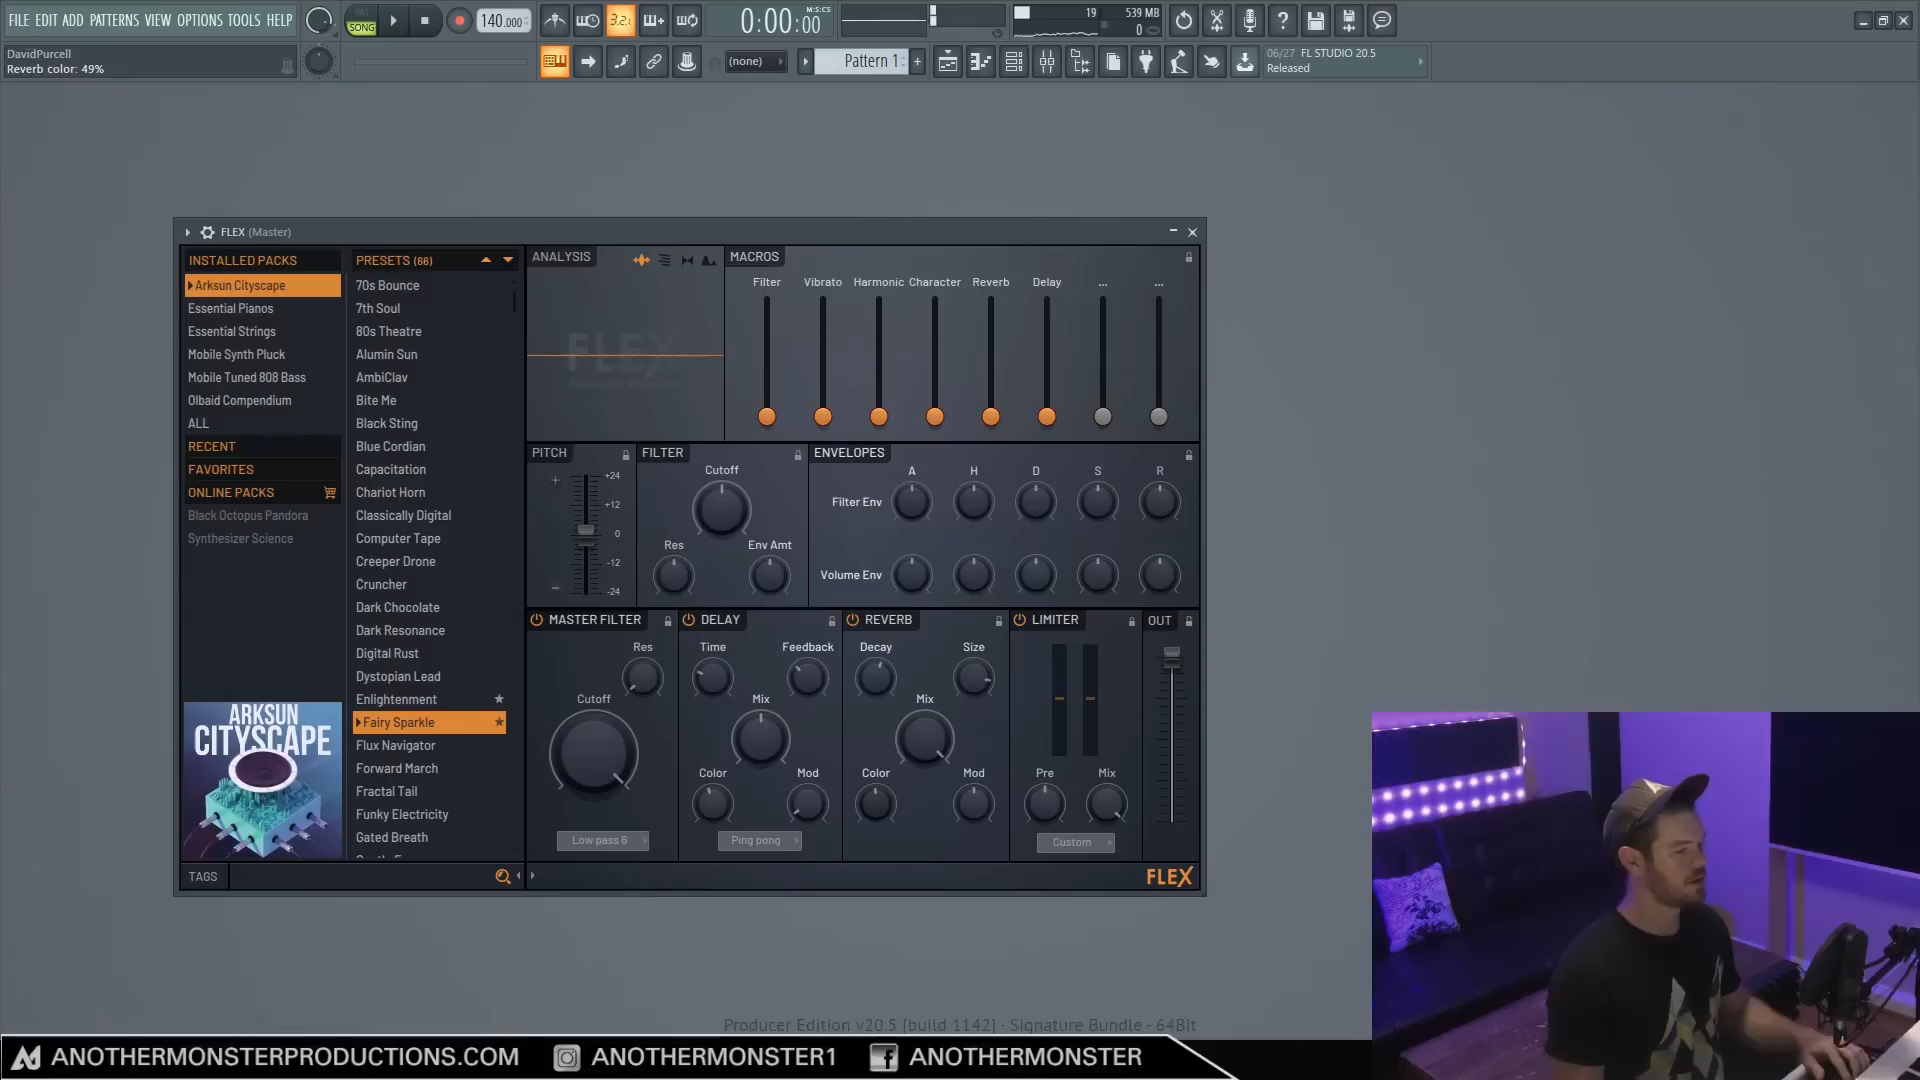 FILE EDIT ADD PATTERNS VIEW OPTIONS TOOLS HELP
PAT
SONG
140.000
3.2.
0:00:00
M:S:CS
19
539 MB
0
DavidPurcell
Reverb color: 49%
(none)
Pattern 1
06/27 FL STUDIO 20.5
Released
FLEX (Master)
INSTALLED PACKS
Arksun Cityscape
Essential Pianos
Essential Strings
Mobile Synth Pluck
Mobile Tuned 808 Bass
Olbaid Compendium
ALL
RECENT
FAVORITES
ONLINE PACKS
Black Octopus Pandora
Synthesizer Science
ARKSUN
CITYSCAPE
TAGS
PRESETS (66)
70s Bounce
7th Soul
80s Theatre
Alumin Sun
AmbiClav
Bite Me
Black Sting
Blue Cordian
Capacitation
Chariot Horn
Classically Digital
Computer Tape
Creeper Drone
Cruncher
Dark Chocolate
Dark Resonance
Digital Rust
Dystopian Lead
Enlightenment
Fairy Sparkle
Flux Navigator
Forward March
Fractal Tail
Funky Electricity
Gated Breath
ANALYSIS
FLEX
MACROS
Filter Vibrato Harmonic Character Reverb Delay ... ...
PITCH
+24
+12
0
-12
-24
FILTER
Cutoff
Res
Env Amt
ENVELOPES
A H D S R
Filter Env
Volume Env
MASTER FILTER
Res
Cutoff
Low pass 6
DELAY
Time
Feedback
Mix
Color
Mod
Ping pong
REVERB
Decay
Size
Mix
Color
Mod
LIMITER
Pre
Mix
Custom
OUT
FLEX
Producer Edition v20.5 [build 1142] - Signature Bundle - 64Bit
ANOTHERMONSTERPRODUCTIONS.COM
ANOTHERMONSTER1
ANOTHERMONSTER